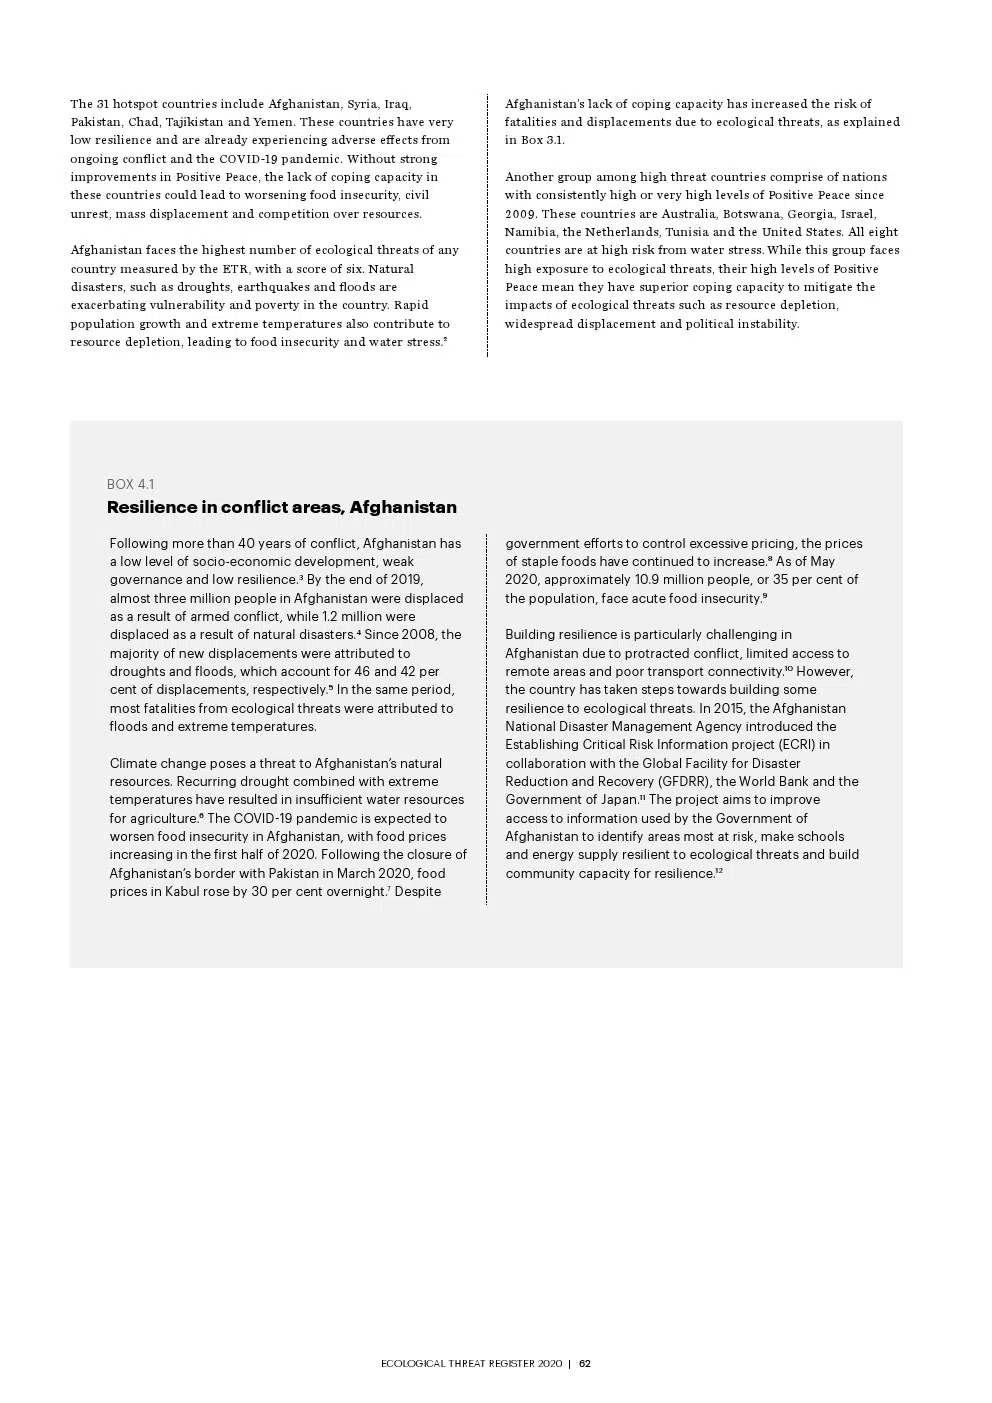 The 31 hotspot countries include Afghanistan, Syria, Iraq,
Pakistan, Chad, Tajikistan and Yemen. These countries have very
low resilience and are already experiencing adverse effects from
ongoing conflict and the COVID-19 pandemic. Without strong
improvements in Positive Peace, the lack of coping capacity in
these countries could lead to worsening food insecurity, civil
unrest, mass displacement and competition over resources.
Afghanistan faces the highest number of ecological threats of any
country measured by the ETR, with a score of six. Natural
disasters, such as droughts, earthquakes and floods are
exacerbating vulnerability and poverty in the country. Rapid
population growth and extreme temperatures also contribute to
resource depletion, leading to food insecurity and water stress.²
Afghanistan's lack of coping capacity has increased the risk of
fatalities and displacements due to ecological threats, as explained
in Box 3.1.
Another group among high threat countries comprise of nations
with consistently high or very high levels of Positive Peace since
2009. These countries are Australia, Botswana, Georgia, Israel,
Namibia, the Netherlands, Tunisia and the United States. All eight
countries are at high risk from water stress. While this group faces
high exposure to ecological threats, their high levels of Positive
Peace mean they have superior coping capacity to mitigate the
impacts of ecological threats such as resource depletion,
widespread displacement and political instability.
BOX 4.1
Resilience in conflict areas, Afghanistan
Following more than 40 years of conflict, Afghanistan has
a low level of socio-economic development, weak
governance and low resilience.³ By the end of 2019,
almost three million people in Afghanistan were displaced
as a result of armed conflict, while 1.2 million were
displaced as a result of natural disasters.⁴ Since 2008, the
majority of new displacements were attributed to
droughts and floods, which account for 46 and 42 per
cent of displacements, respectively.⁵ In the same period,
most fatalities from ecological threats were attributed to
floods and extreme temperatures.
Climate change poses a threat to Afghanistan's natural
resources. Recurring drought combined with extreme
temperatures have resulted in insufficient water resources
for agriculture.⁶ The COVID-19 pandemic is expected to
worsen food insecurity in Afghanistan, with food prices
increasing in the first half of 2020. Following the closure of
Afghanistan's border with Pakistan in March 2020, food
prices in Kabul rose by 30 per cent overnight.⁷ Despite
government efforts to control excessive pricing, the prices
of staple foods have continued to increase.⁸ As of May
2020, approximately 10.9 million people, or 35 per cent of
the population, face acute food insecurity.⁹
Building resilience is particularly challenging in
Afghanistan due to protracted conflict, limited access to
remote areas and poor transport connectivity.¹⁰ However,
the country has taken steps towards building some
resilience to ecological threats. In 2015, the Afghanistan
National Disaster Management Agency introduced the
Establishing Critical Risk Information project (ECRI) in
collaboration with the Global Facility for Disaster
Reduction and Recovery (GFDRR), the World Bank and the
Government of Japan.¹¹ The project aims to improve
access to information used by the Government of
Afghanistan to identify areas most at risk, make schools
and energy supply resilient to ecological threats and build
community capacity for resilience.¹²
ECOLOGICAL THREAT REGISTER 2020 | 62